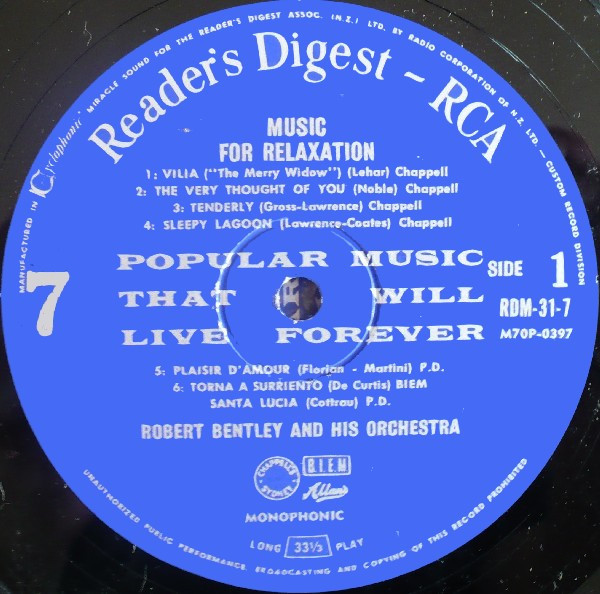 MANUFACTURED IN Cyclophonic MIRACLE SOUND FOR THE READER'S DIGEST ASSOC. (N.Z.) LTD. BY RADIO CORPORATION OF N.Z. LTD. — CUSTOM RECORD DIVISION
Reader's Digest – RCA
MUSIC
FOR RELAXATION
1: VILIA ("The Merry Widow") (Lehar) Chappell
2: THE VERY THOUGHT OF YOU (Noble) Chappell
3: TENDERLY (Gross-Lawrence) Chappell
4: SLEEPY LAGOON (Lawrence-Coates) Chappell
POPULAR MUSIC
THAT WILL
LIVE FOREVER
7
SIDE 1
RDM-31-7
M70P-0397
5: PLAISIR D'AMOUR (Florian - Martini) P.D.
6: TORNA A SURRIENTO (De Curtis) BIEM
SANTA LUCIA (Cottrau) P.D.
ROBERT BENTLEY AND HIS ORCHESTRA
CHAPPELL'S SYDNEY
B.I.E.M
Allans
MONOPHONIC
LONG 33⅓ PLAY
UNAUTHORIZED PUBLIC PERFORMANCE, BROADCASTING AND COPYING OF THIS RECORD PROHIBITED